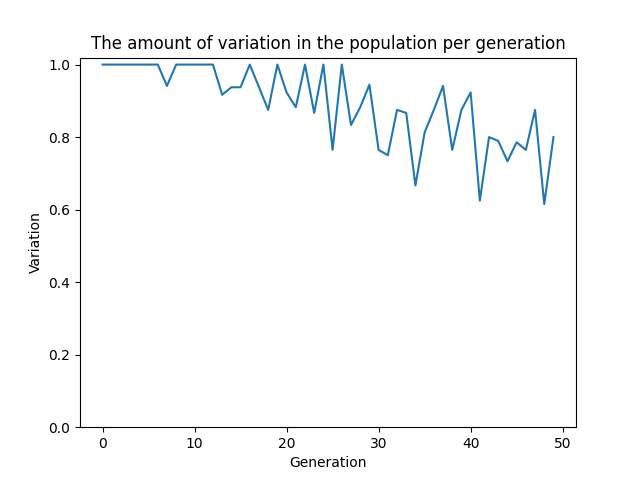 The amount of variation in the population per generation
1.0
0.8
0.6
0.4
0.2
0.0
Variation
0 10 20 30 40 50
Generation